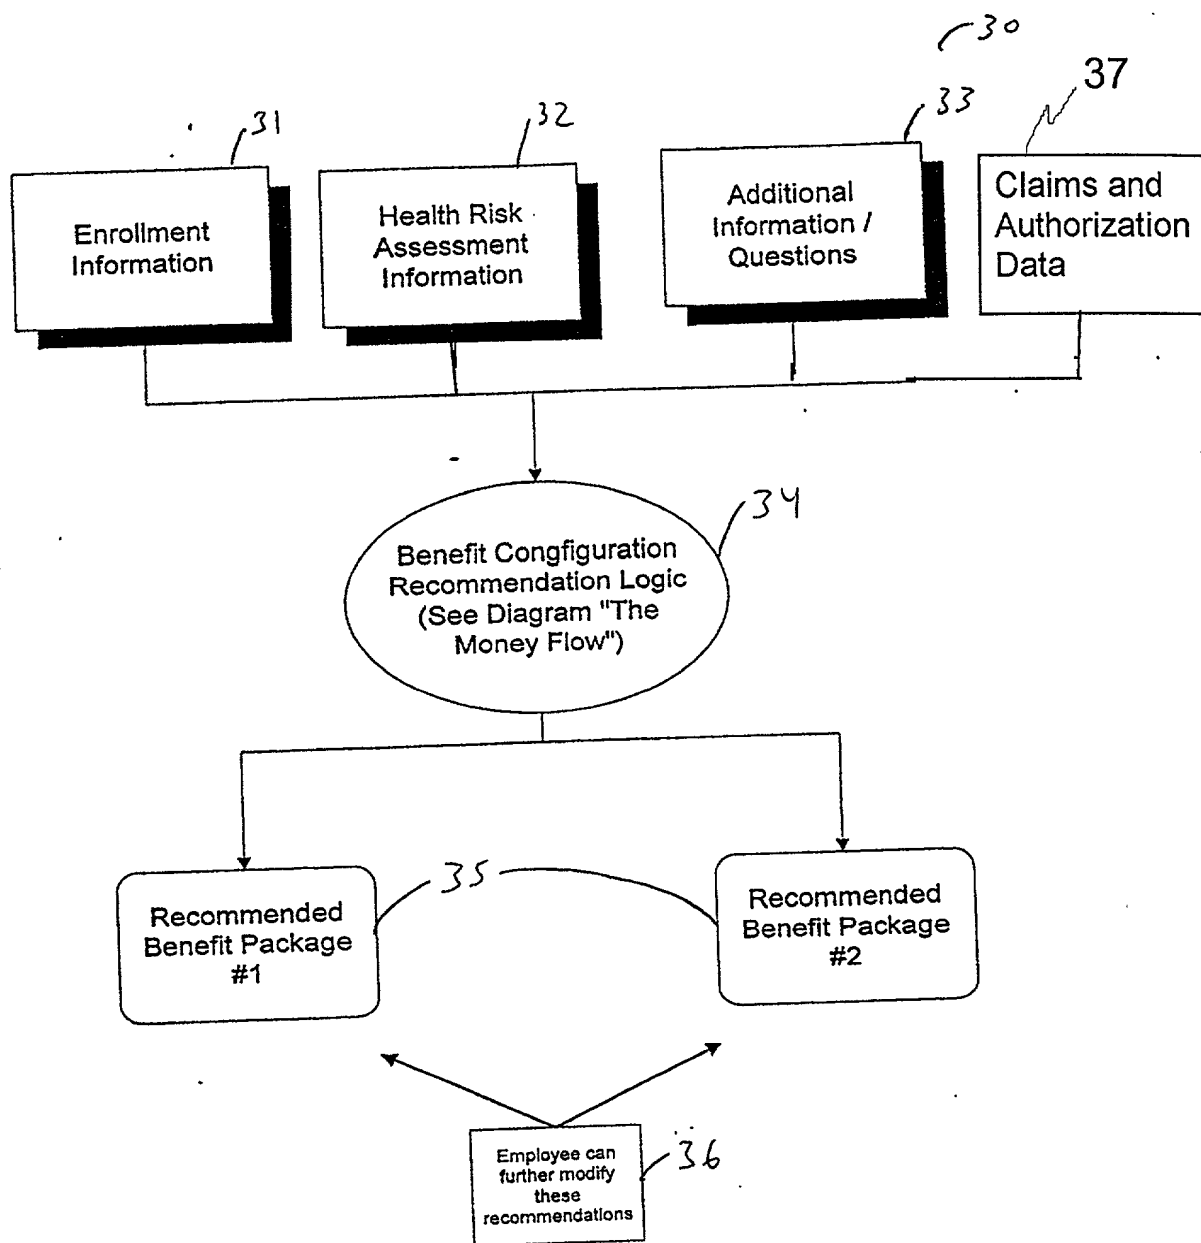 30
37
31
32
33
Enrollment
Information
Health Risk
Assessment
Information
Additional
Information /
Questions
Claims and
Authorization
Data
34
Benefit Congfiguration
Recommendation Logic
(See Diagram "The
Money Flow")
35
Recommended
Benefit Package
#1
Recommended
Benefit Package
#2
36
Employee can
further modify
these
recommendations